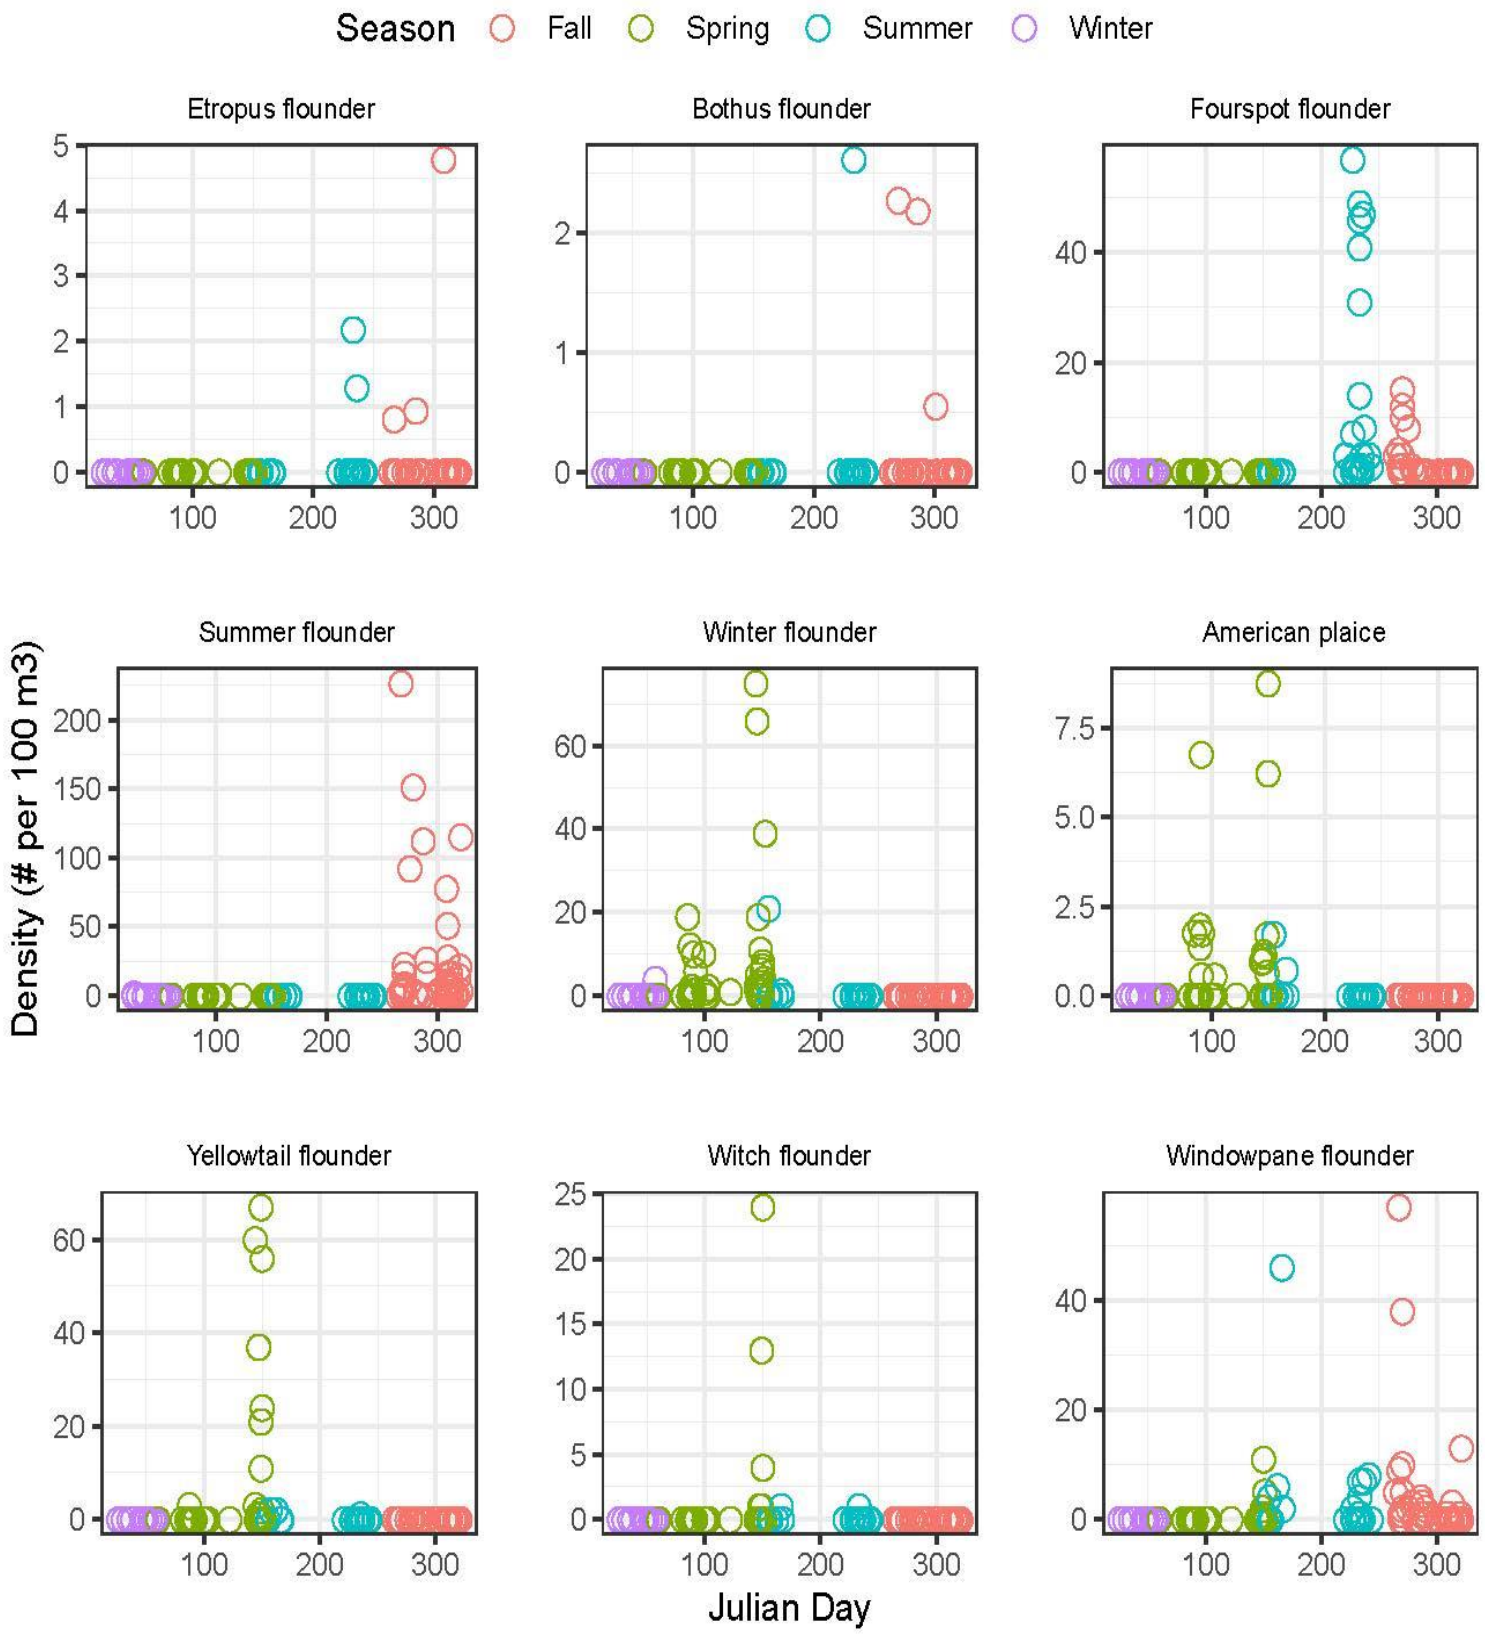 Season Fall Spring Summer Winter
Etropus flounder Bothus flounder Fourspot flounder
5
4
3
2
1
0
100 200 300
2
1
0
100 200 300
40
20
0
100 200 300
Summer flounder Winter flounder American plaice
200
150
100
50
0
100 200 300
60
40
20
0
100 200 300
7.5
5.0
2.5
0.0
100 200 300
Density (# per 100 m3)
Yellowtail flounder Witch flounder Windowpane flounder
60
40
20
0
100 200 300
25
20
15
10
5
0
100 200 300
40
20
0
100 200 300
Julian Day